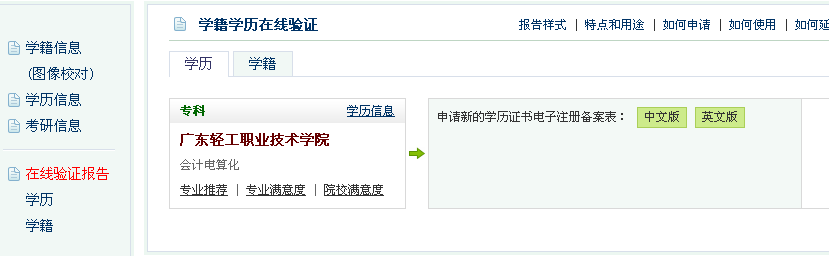 学籍信息
(图像校对)
学历信息
考研信息
在线验证报告
学历
学籍
学籍学历在线验证
报告样式 | 特点和用途 | 如何申请 | 如何使用 | 如何延
学历 学籍
专科 学历信息
广东轻工职业技术学院
会计电算化
专业推荐 | 专业满意度 | 院校满意度
申请新的学历证书电子注册备案表： 中文版 英文版